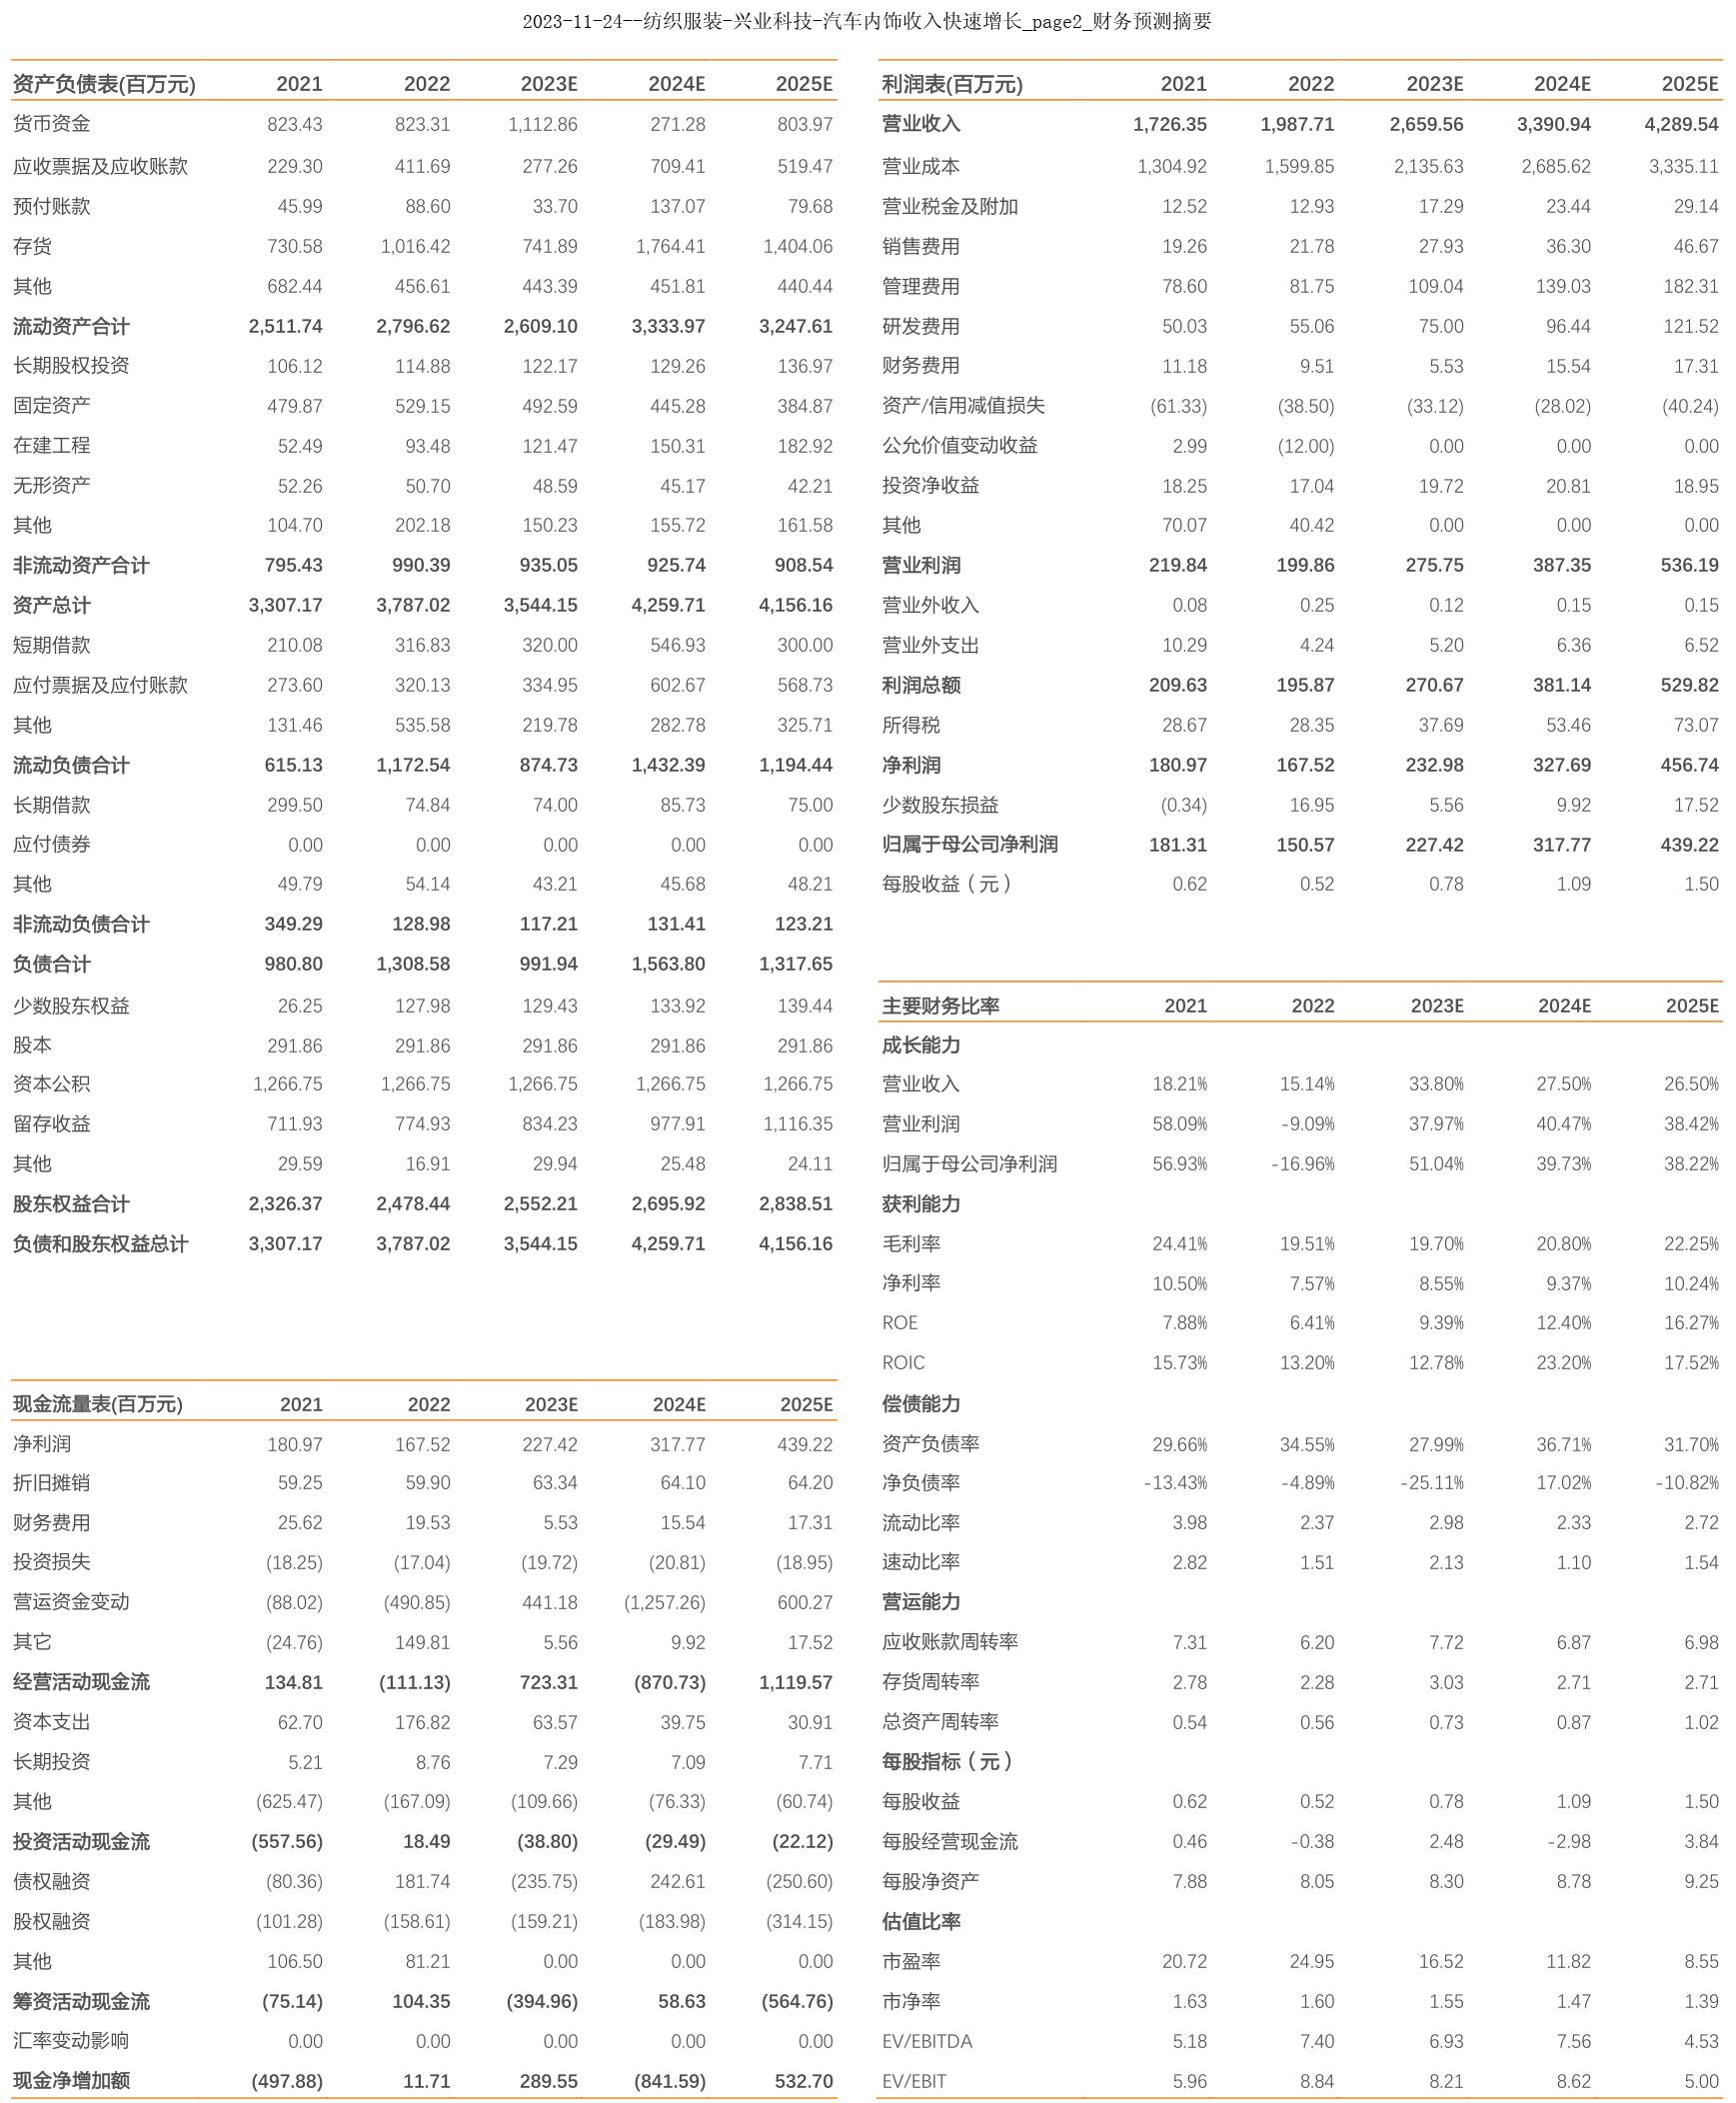 2023-11-24--纺织服装-兴业科技-汽车内饰收入快速增长_page2_财务预测摘要
资产负债表(百万元) 2021 2022 2023E 2024E 2025E
货币资金 823.43 823.31 1,112.86 271.28 803.97
应收票据及应收账款 229.30 411.69 277.26 709.41 519.47
预付账款 45.99 88.60 33.70 137.07 79.68
存货 730.58 1,016.42 741.89 1,764.41 1,404.06
其他 682.44 456.61 443.39 451.81 440.44
流动资产合计 2,511.74 2,796.62 2,609.10 3,333.97 3,247.61
长期股权投资 106.12 114.88 122.17 129.26 136.97
固定资产 479.87 529.15 492.59 445.28 384.87
在建工程 52.49 93.48 121.47 150.31 182.92
无形资产 52.26 50.70 48.59 45.17 42.21
其他 104.70 202.18 150.23 155.72 161.58
非流动资产合计 795.43 990.39 935.05 925.74 908.54
资产总计 3,307.17 3,787.02 3,544.15 4,259.71 4,156.16
短期借款 210.08 316.83 320.00 546.93 300.00
应付票据及应付账款 273.60 320.13 334.95 602.67 568.73
其他 131.46 535.58 219.78 282.78 325.71
流动负债合计 615.13 1,172.54 874.73 1,432.39 1,194.44
长期借款 299.50 74.84 74.00 85.73 75.00
应付债券 0.00 0.00 0.00 0.00 0.00
其他 49.79 54.14 43.21 45.68 48.21
非流动负债合计 349.29 128.98 117.21 131.41 123.21
负债合计 980.80 1,308.58 991.94 1,563.80 1,317.65
少数股东权益 26.25 127.98 129.43 133.92 139.44
股本 291.86 291.86 291.86 291.86 291.86
资本公积 1,266.75 1,266.75 1,266.75 1,266.75 1,266.75
留存收益 711.93 774.93 834.23 977.91 1,116.35
其他 29.59 16.91 29.94 25.48 24.11
股东权益合计 2,326.37 2,478.44 2,552.21 2,695.92 2,838.51
负债和股东权益总计 3,307.17 3,787.02 3,544.15 4,259.71 4,156.16
现金流量表(百万元) 2021 2022 2023E 2024E 2025E
净利润 180.97 167.52 227.42 317.77 439.22
折旧摊销 59.25 59.90 63.34 64.10 64.20
财务费用 25.62 19.53 5.53 15.54 17.31
投资损失 (18.25) (17.04) (19.72) (20.81) (18.95)
营运资金变动 (88.02) (490.85) 441.18 (1,257.26) 600.27
其它 (24.76) 149.81 5.56 9.92 17.52
经营活动现金流 134.81 (111.13) 723.31 (870.73) 1,119.57
资本支出 62.70 176.82 63.57 39.75 30.91
长期投资 5.21 8.76 7.29 7.09 7.71
其他 (625.47) (167.09) (109.66) (76.33) (60.74)
投资活动现金流 (557.56) 18.49 (38.80) (29.49) (22.12)
债权融资 (80.36) 181.74 (235.75) 242.61 (250.60)
股权融资 (101.28) (158.61) (159.21) (183.98) (314.15)
其他 106.50 81.21 0.00 0.00 0.00
筹资活动现金流 (75.14) 104.35 (394.96) 58.63 (564.76)
汇率变动影响 0.00 0.00 0.00 0.00 0.00
现金净增加额 (497.88) 11.71 289.55 (841.59) 532.70
利润表(百万元) 2021 2022 2023E 2024E 2025E
营业收入 1,726.35 1,987.71 2,659.56 3,390.94 4,289.54
营业成本 1,304.92 1,599.85 2,135.63 2,685.62 3,335.11
营业税金及附加 12.52 12.93 17.29 23.44 29.14
销售费用 19.26 21.78 27.93 36.30 46.67
管理费用 78.60 81.75 109.04 139.03 182.31
研发费用 50.03 55.06 75.00 96.44 121.52
财务费用 11.18 9.51 5.53 15.54 17.31
资产/信用减值损失 (61.33) (38.50) (33.12) (28.02) (40.24)
公允价值变动收益 2.99 (12.00) 0.00 0.00 0.00
投资净收益 18.25 17.04 19.72 20.81 18.95
其他 70.07 40.42 0.00 0.00 0.00
营业利润 219.84 199.86 275.75 387.35 536.19
营业外收入 0.08 0.25 0.12 0.15 0.15
营业外支出 10.29 4.24 5.20 6.36 6.52
利润总额 209.63 195.87 270.67 381.14 529.82
所得税 28.67 28.35 37.69 53.46 73.07
净利润 180.97 167.52 232.98 327.69 456.74
少数股东损益 (0.34) 16.95 5.56 9.92 17.52
归属于母公司净利润 181.31 150.57 227.42 317.77 439.22
每股收益（元） 0.62 0.52 0.78 1.09 1.50
主要财务比率 2021 2022 2023E 2024E 2025E
成长能力
营业收入 18.21% 15.14% 33.80% 27.50% 26.50%
营业利润 58.09% -9.09% 37.97% 40.47% 38.42%
归属于母公司净利润 56.93% -16.96% 51.04% 39.73% 38.22%
获利能力
毛利率 24.41% 19.51% 19.70% 20.80% 22.25%
净利率 10.50% 7.57% 8.55% 9.37% 10.24%
ROE 7.88% 6.41% 9.39% 12.40% 16.27%
ROIC 15.73% 13.20% 12.78% 23.20% 17.52%
偿债能力
资产负债率 29.66% 34.55% 27.99% 36.71% 31.70%
净负债率 -13.43% -4.89% -25.11% 17.02% -10.82%
流动比率 3.98 2.37 2.98 2.33 2.72
速动比率 2.82 1.51 2.13 1.10 1.54
营运能力
应收账款周转率 7.31 6.20 7.72 6.87 6.98
存货周转率 2.78 2.28 3.03 2.71 2.71
总资产周转率 0.54 0.56 0.73 0.87 1.02
每股指标（元）
每股收益 0.62 0.52 0.78 1.09 1.50
每股经营现金流 0.46 -0.38 2.48 -2.98 3.84
每股净资产 7.88 8.05 8.30 8.78 9.25
估值比率
市盈率 20.72 24.95 16.52 11.82 8.55
市净率 1.63 1.60 1.55 1.47 1.39
EV/EBITDA 5.18 7.40 6.93 7.56 4.53
EV/EBIT 5.96 8.84 8.21 8.62 5.00